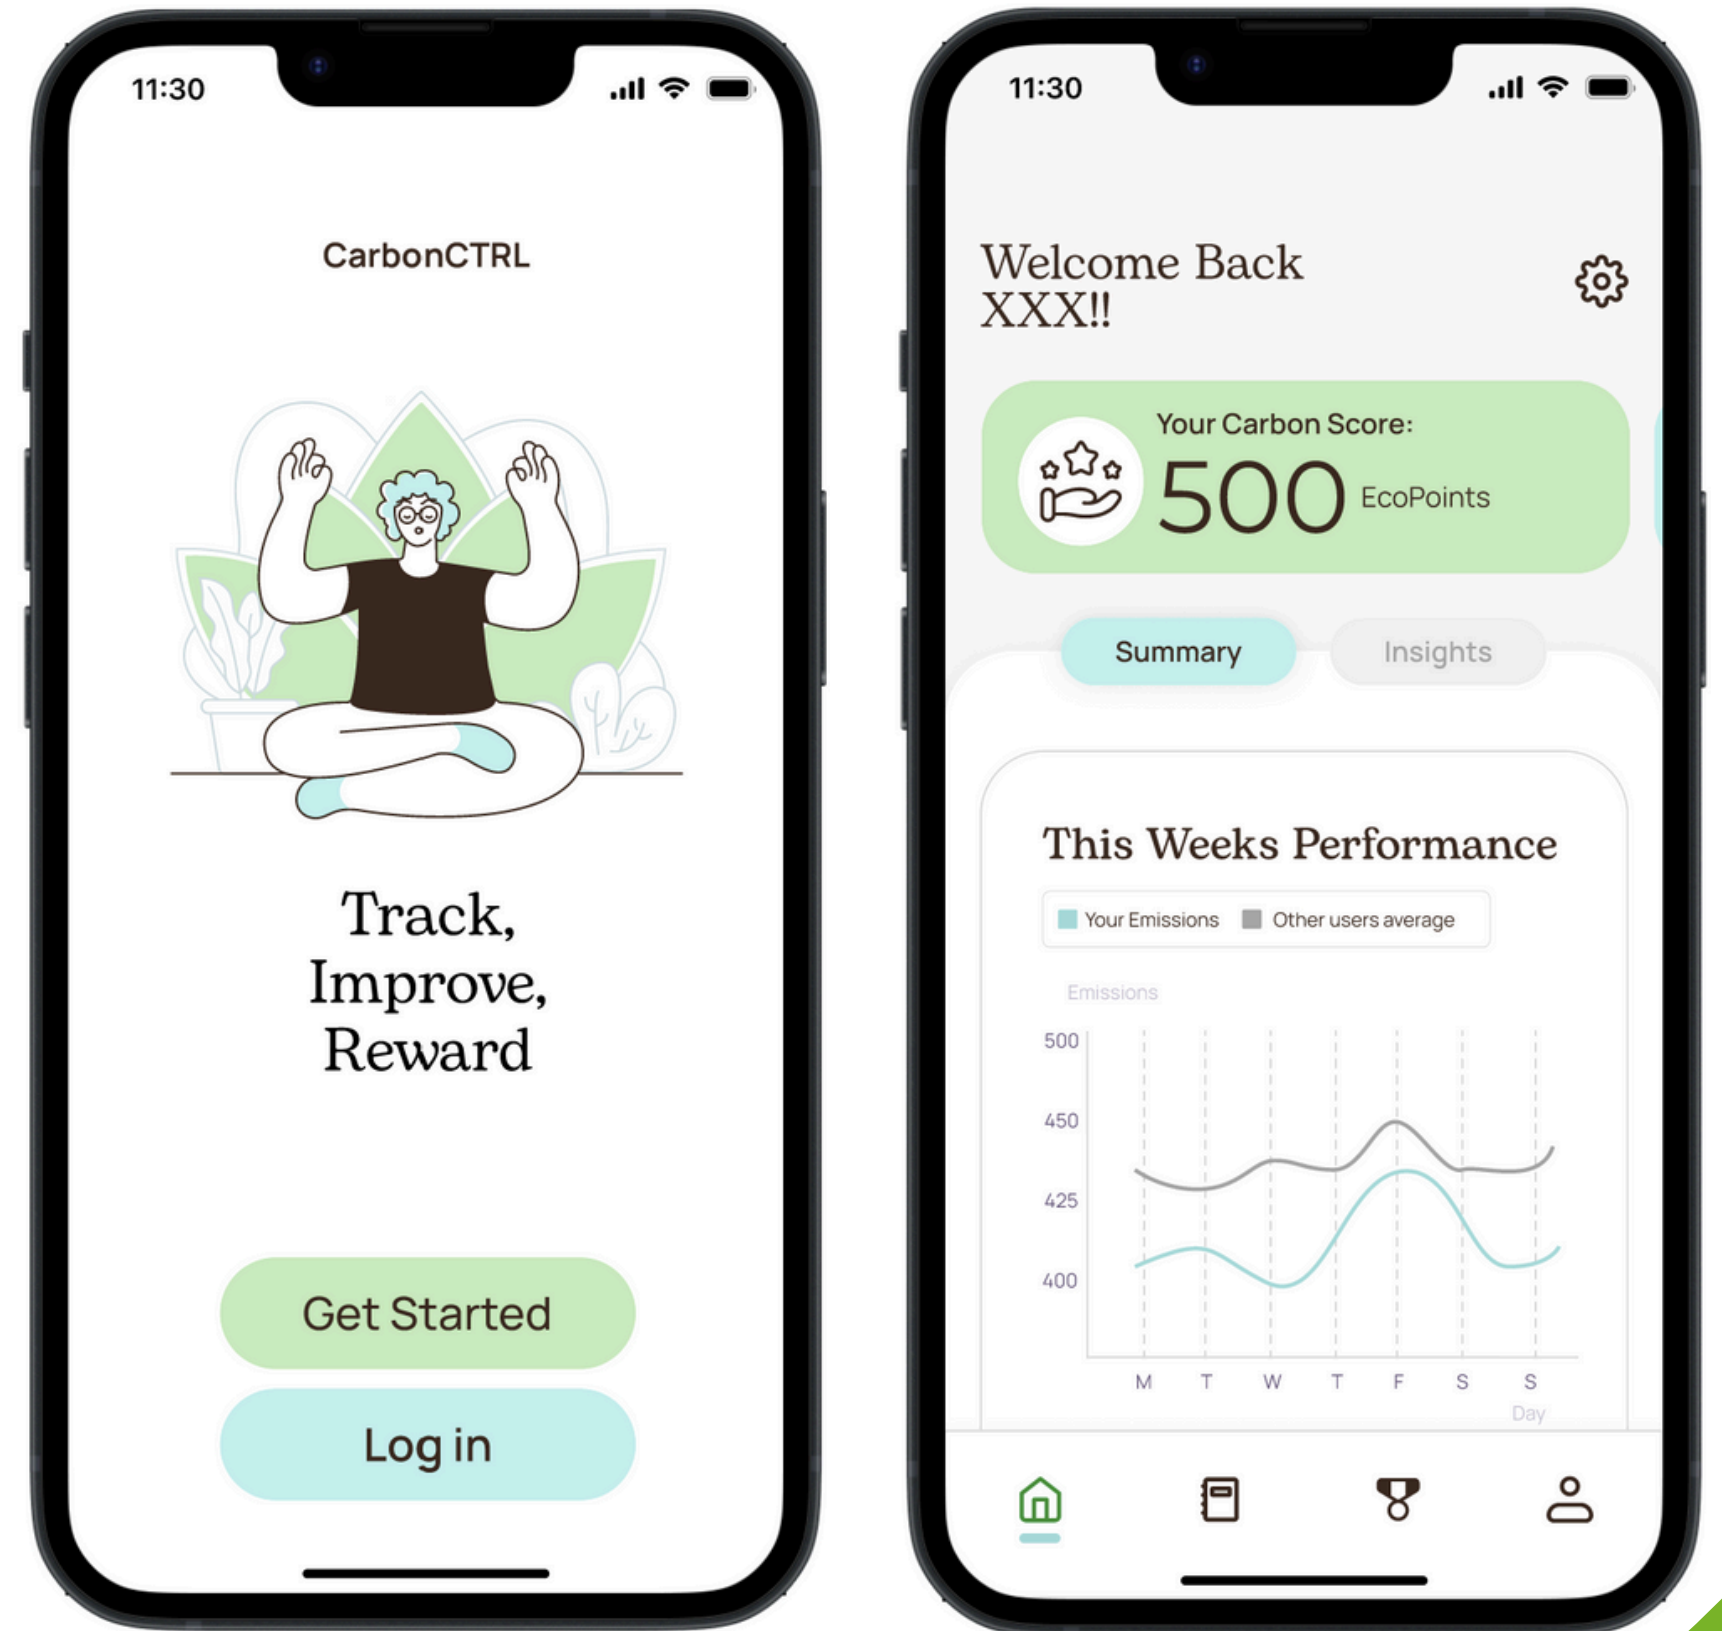 11:30
CarbonCTRL
Track,
Improve,
Reward
Get Started
Log in
11:30
Welcome Back
XXX!!
Your Carbon Score:
500 EcoPoints
Summary
Insights
This Weeks Performance
Your Emissions
Other users average
Emissions
500
450
425
400
M T W T F S S
Day